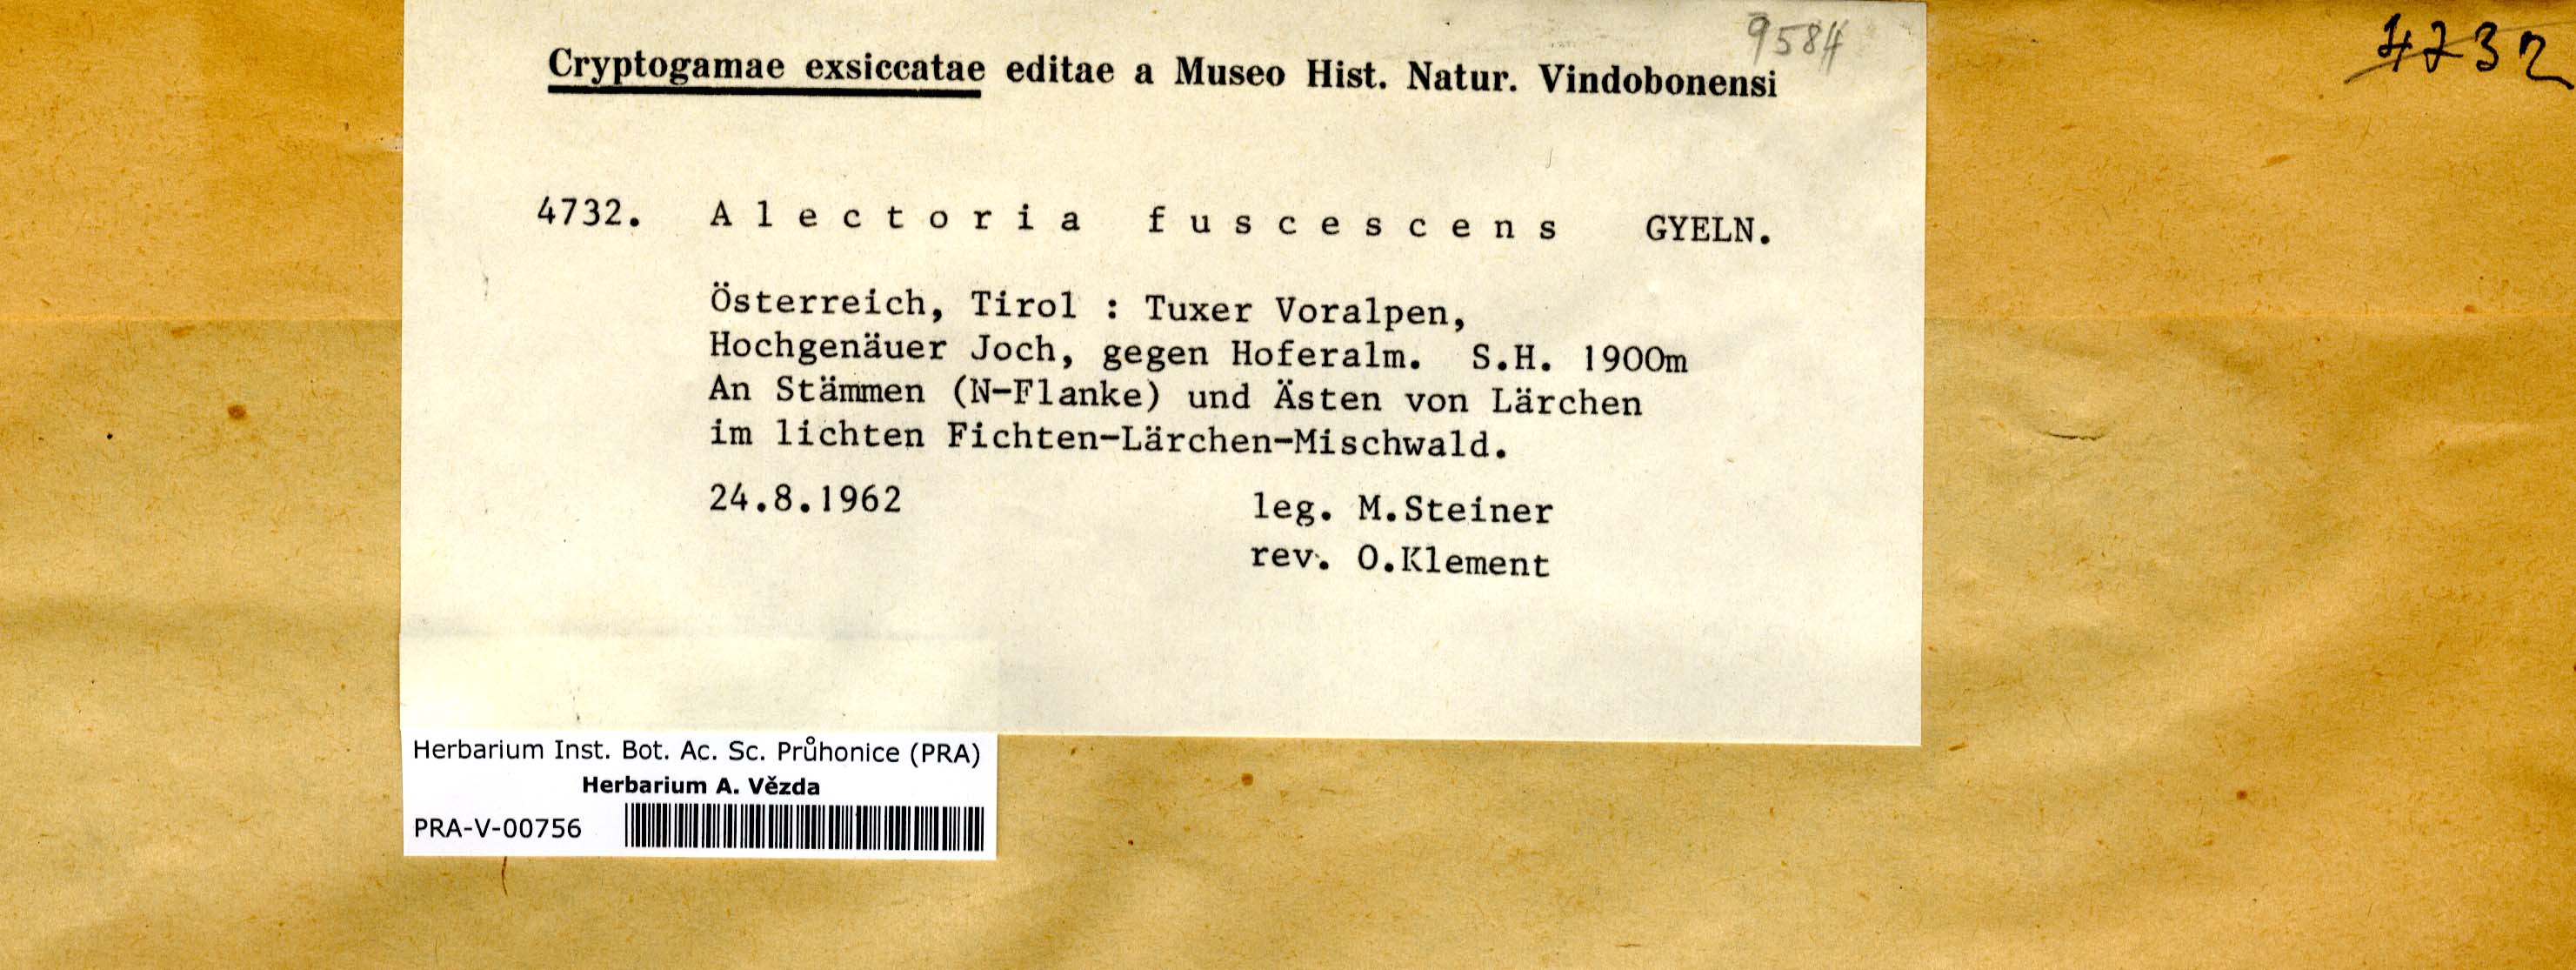 9584
4732
Cryptogamae exsiccatae editae a Museo Hist. Natur. Vindobonensi
4732. Alectoria fuscescens GYELN.
Österreich, Tirol : Tuxer Voralpen,
Hochgenäuer Joch, gegen Hoferalm. S.H. 1900m
An Stämmen (N-Flanke) und Ästen von Lärchen
im lichten Fichten-Lärchen-Mischwald.
24.8.1962 leg. M.Steiner
rev. O.Klement
Herbarium Inst. Bot. Ac. Sc. Průhonice (PRA)
Herbarium A. Vězda
PRA-V-00756